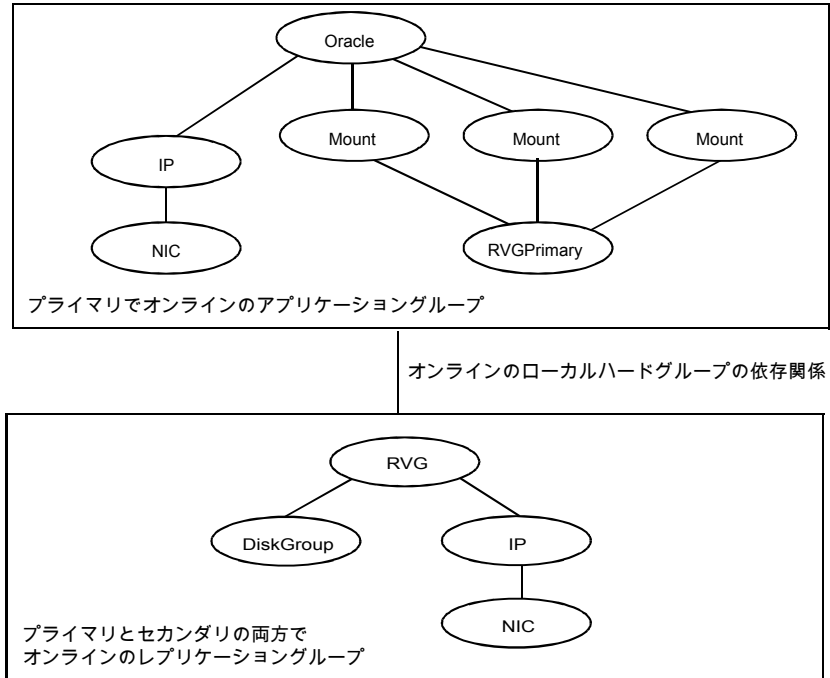 Oracle
Mount
Mount
Mount
IP
NIC
RVGPrimary
プライマリでオンラインのアプリケーショングループ
オンラインのローカルハードグループの依存関係
RVG
DiskGroup
IP
NIC
プライマリとセカンダリの両方で
オンラインのレプリケーショングループ